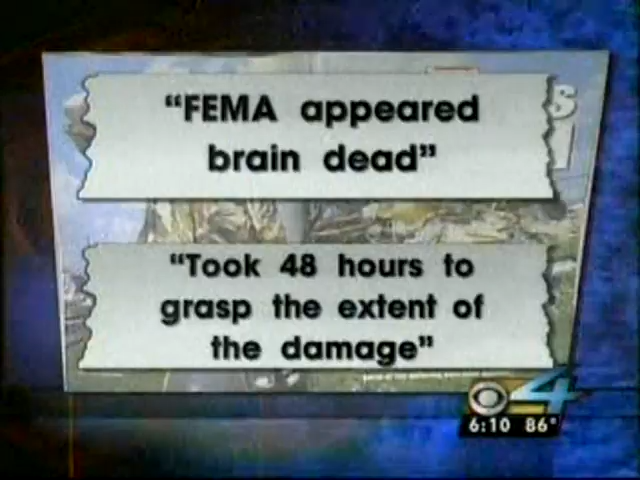 “FEMA appeared
brain dead”
“Took 48 hours to
grasp the extent of
the damage”
4
6:10 86°